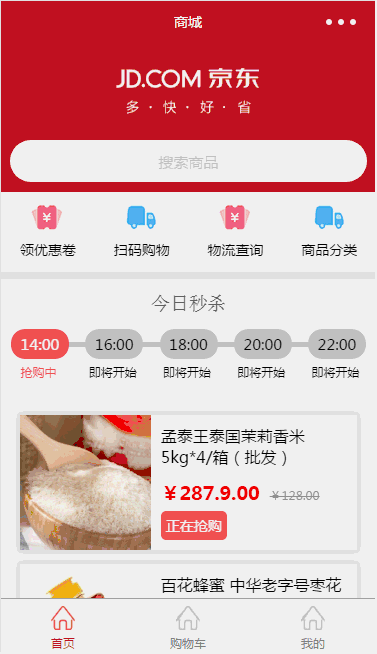 商城
JD.COM 京东
多·快·好·省
搜索商品
领优惠卷 扫码购物 物流查询 商品分类
今日秒杀
14:00 16:00 18:00 20:00 22:00
抢购中 即将开始 即将开始 即将开始 即将开始
孟泰王泰国茉莉香米
5kg*4/箱（批发）
￥287.9.00 ￥128.00
正在抢购
百花蜂蜜 中华老字号枣花
首页 购物车 我的